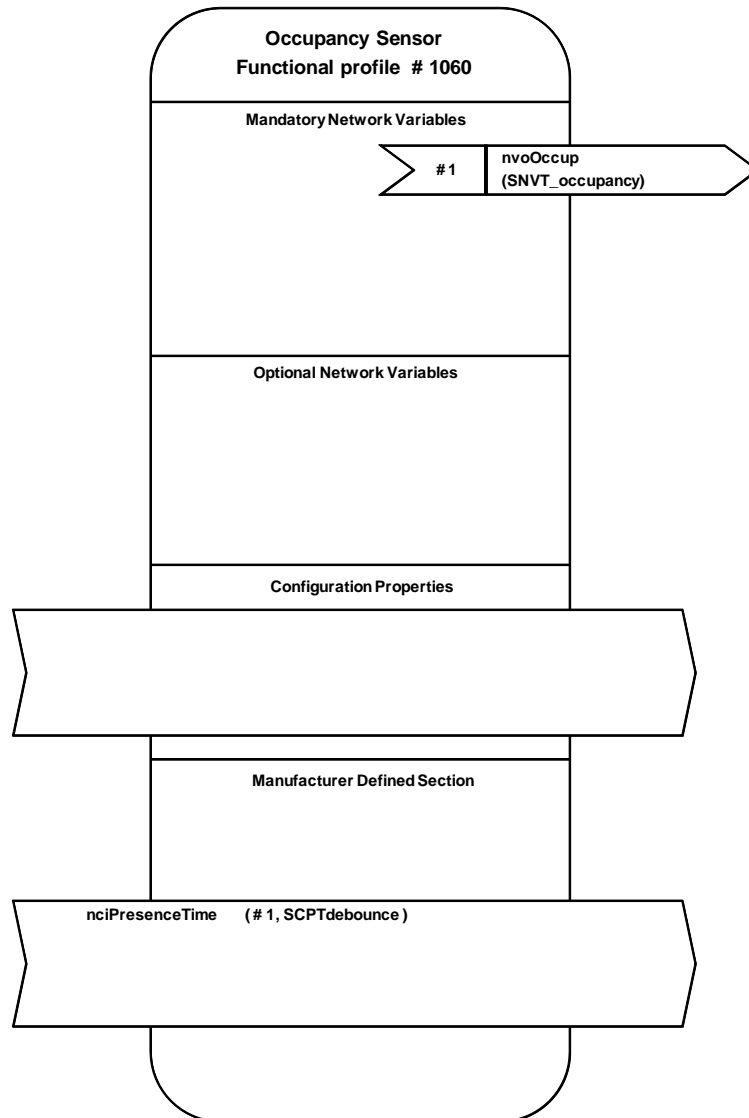 Occupancy Sensor
Functional profile # 1060
Mandatory Network Variables
# 1
nvoOccup
(SNVT_occupancy)
Optional Network Variables
Configuration Properties
Manufacturer Defined Section
nciPresenceTime ( # 1, SCPTdebounce )